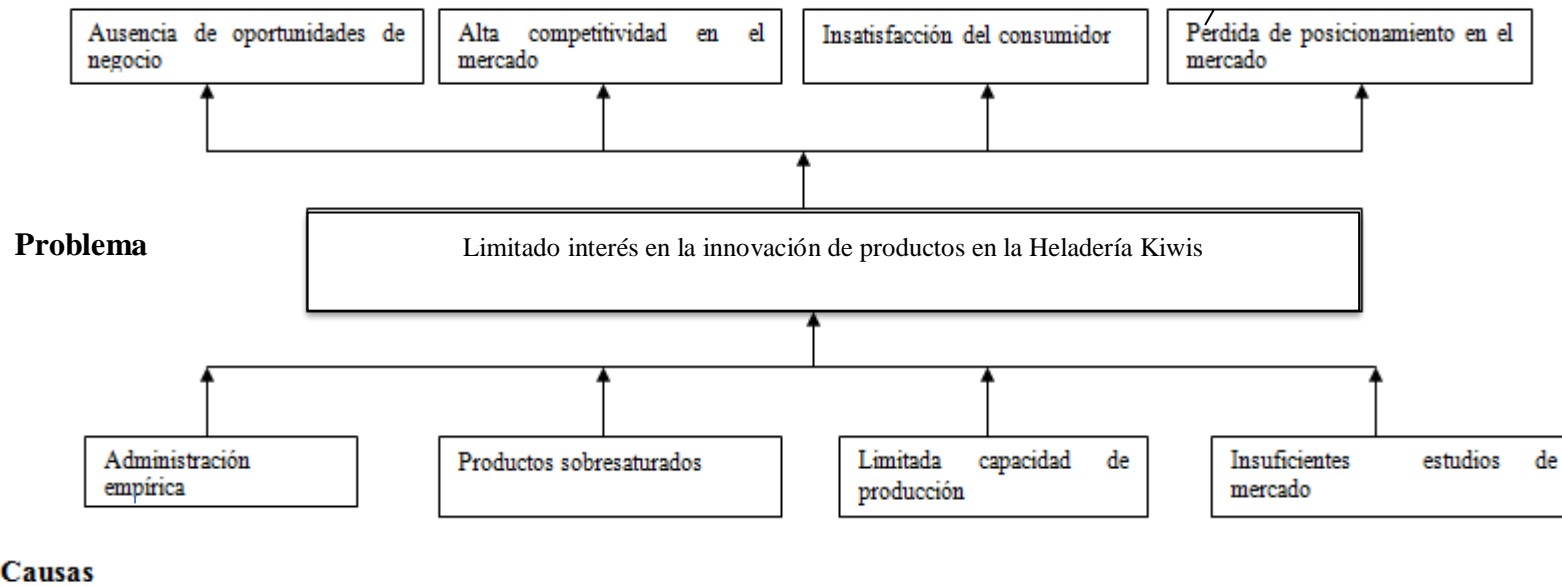 Ausencia de oportunidades de
negocio
Alta competitividad en el
mercado
Insatisfacción del consumidor
Pérdida de posicionamiento en el
mercado
Problema
Limitado interés en la innovación de productos en la Heladería Kiwis
Administración
empírica
Productos sobresaturados
Limitada capacidad de
producción
Insuficientes estudios de
mercado
Causas